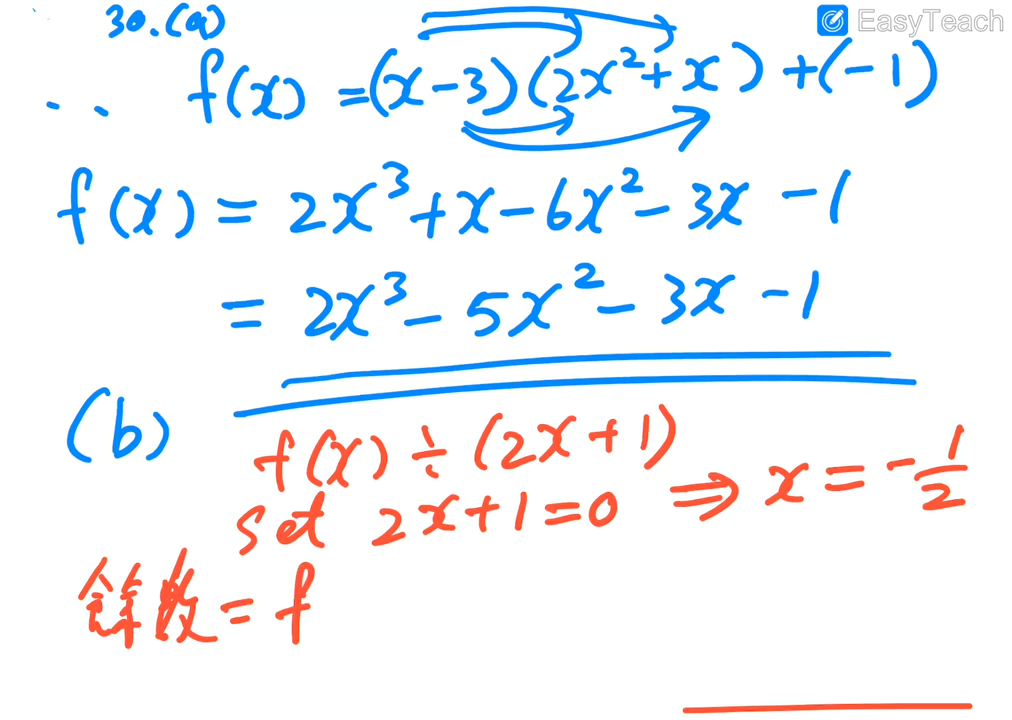 30.(a)
EasyTeach
∴ f(x) = (x-3)(2x²+x)+(-1)
f(x) = 2x³+x-6x²-3x-1
= 2x³-5x²-3x-1
(b)
f(x)÷(2x+1)
set 2x+1=0 ⇒ x=-1/2
餘数=f